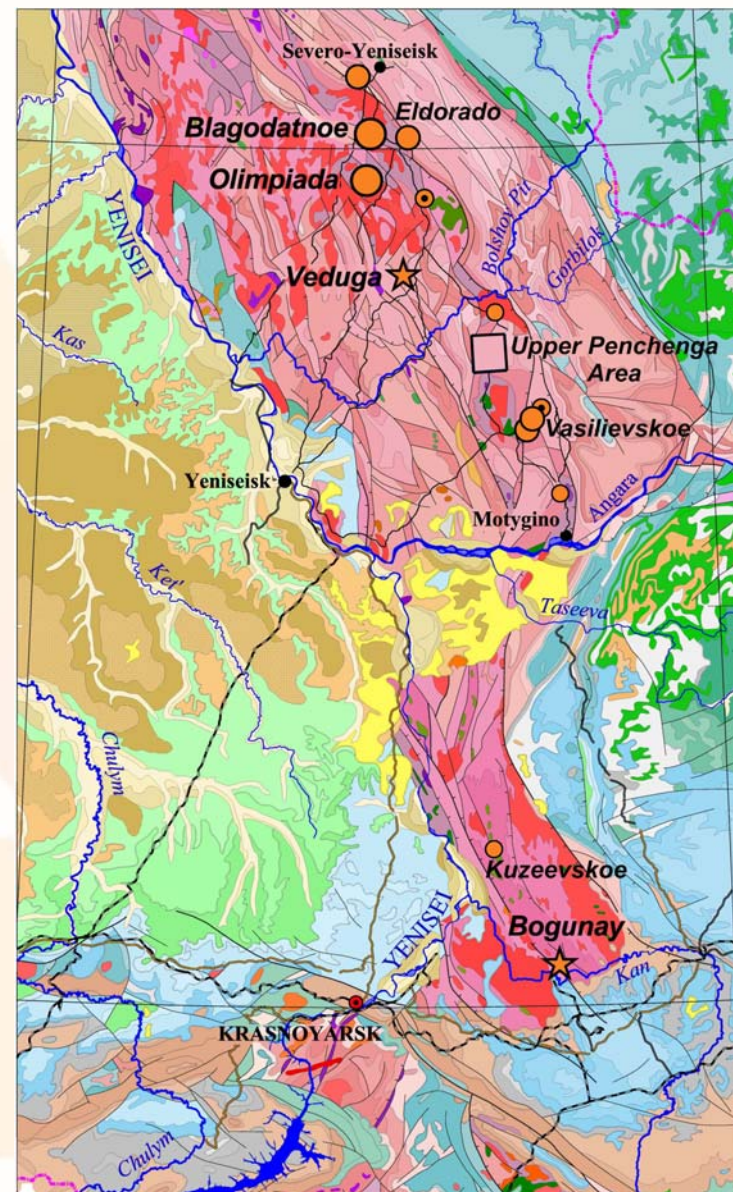 Severo-Yeniseisk
Eldorado
Blagodatnoe
Olimpiada
YENISEI
Bolshoy Pit
Gorbilok
Veduga
Kas
Upper Penchenga
Area
Vasilievskoe
Yeniseisk
Angara
Motygino
Ket'
Taseeva
Chulym
Kuzeevskoe
Bogunay
YENISEI
Kan
KRASNOYARSK
Chulym